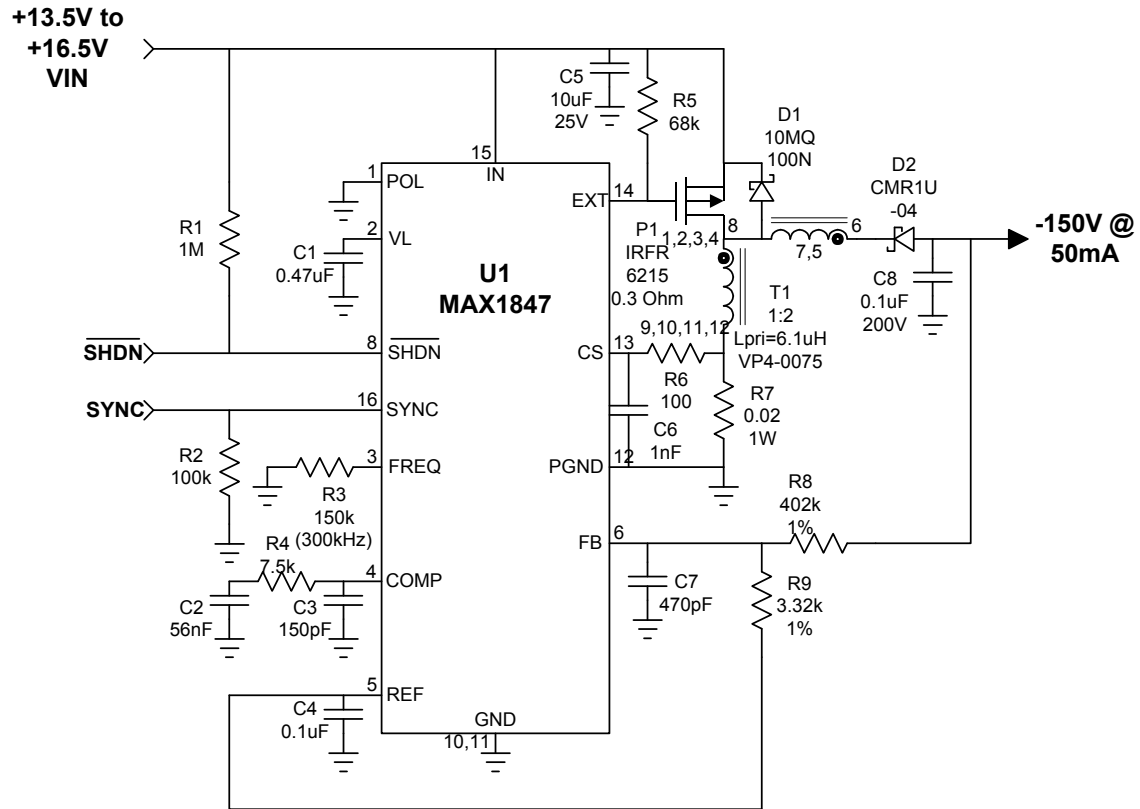 +13.5V to
+16.5V
VIN
C5
10uF
25V
R5
68k
D1
10MQ
100N
D2
CMR1U
-04
-150V @
50mA
R1
1M
1
POL
2
VL
C1
0.47uF
15
IN
EXT
14
P1
1,2,3,4
IRFR
6215
0.3 Ohm
8
7,5
6
C8
0.1uF
200V
U1
MAX1847
T1
1:2
Lpri=6.1uH
VP4-0075
9,10,11,12
SHDN
8
SHDN
CS
13
R6
100
C6
1nF
R7
0.02
1W
SYNC
16
SYNC
R2
100k
3
FREQ
R3
150k
(300kHz)
PGND
12
R8
402k
1%
FB
6
R4
7.5k
4
COMP
C2
56nF
C3
150pF
C7
470pF
R9
3.32k
1%
5
REF
C4
0.1uF
GND
10,11